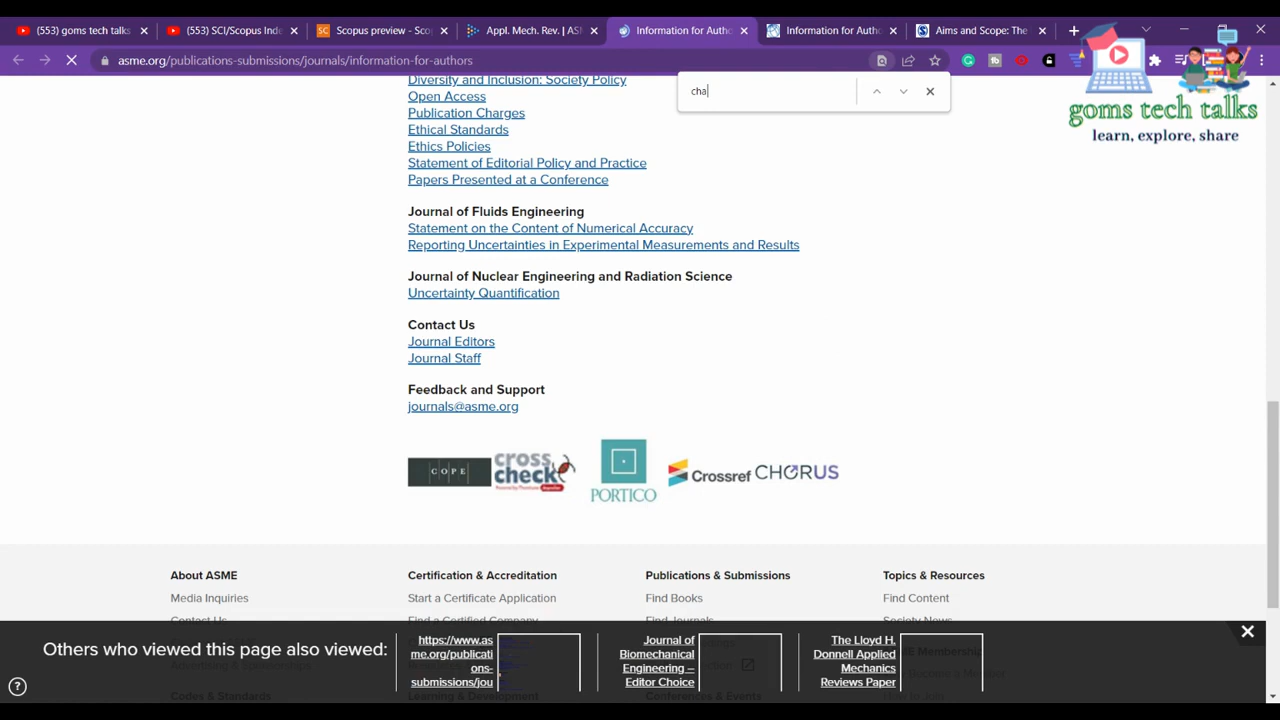 (553) goms tech talks
(553) SCI/Scopus Inde
Scopus preview - Sco
Appl. Mech. Rev. | AS
Information for Autho
Information for Autho
Aims and Scope: The
asme.org/publications-submissions/journals/information-for-authors
cha
goms tech talks
learn, explore, share
Diversity and Inclusion: Society Policy
Open Access
Publication Charges
Ethical Standards
Ethics Policies
Statement of Editorial Policy and Practice
Papers Presented at a Conference
Journal of Fluids Engineering
Statement on the Content of Numerical Accuracy
Reporting Uncertainties in Experimental Measurements and Results
Journal of Nuclear Engineering and Radiation Science
Uncertainty Quantification
Contact Us
Journal Editors
Journal Staff
Feedback and Support
journals@asme.org
COPE
cross check
PORTICO
Crossref
CHORUS
About ASME
Certification & Accreditation
Publications & Submissions
Topics & Resources
Media Inquiries
Start a Certificate Application
Find Books
Find Content
Others who viewed this page also viewed:
https://www.as
me.org/publicati
ons-
submissions/jou
Journal of
Biomechanical
Engineering –
Editor Choice
The Lloyd H.
Donnell Applied
Mechanics
Reviews Paper